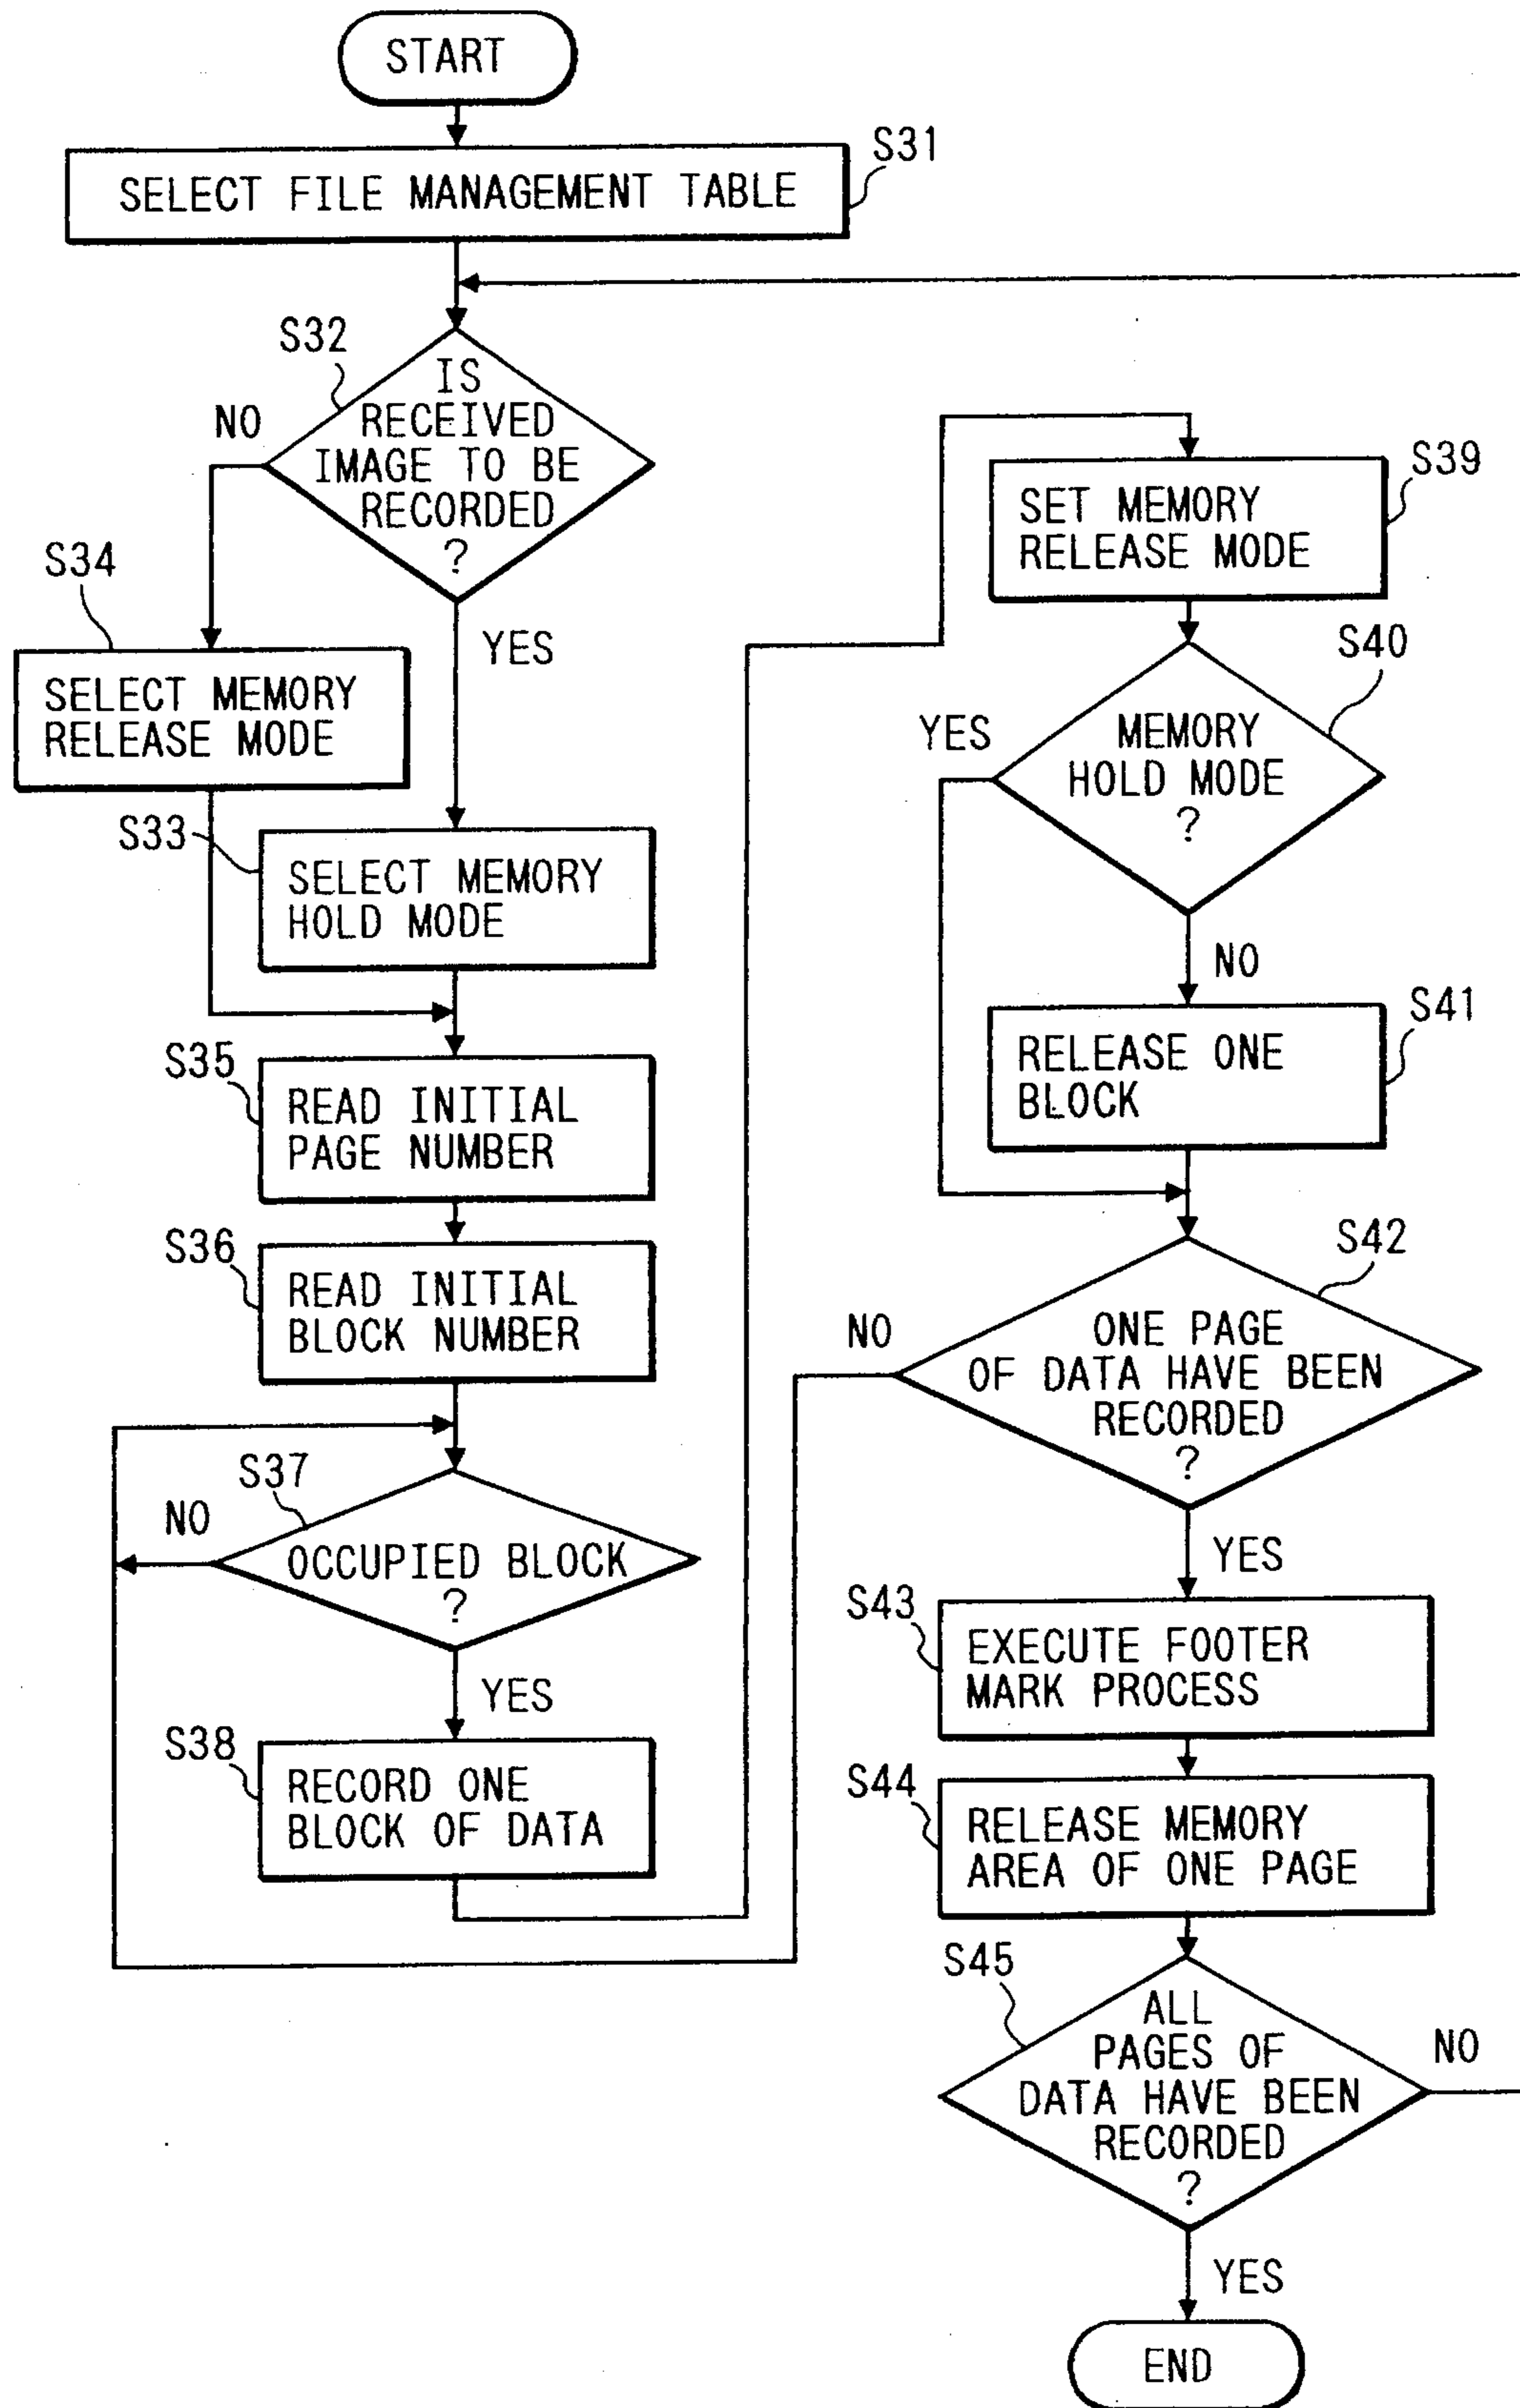 START
S31
SELECT FILE MANAGEMENT TABLE
S32
IS
RECEIVED
IMAGE TO BE
RECORDED
?
NO
YES
S34
SELECT MEMORY
RELEASE MODE
S33
SELECT MEMORY
HOLD MODE
S35
READ INITIAL
PAGE NUMBER
S36
READ INITIAL
BLOCK NUMBER
S37
NO
OCCUPIED BLOCK
?
YES
S38
RECORD ONE
BLOCK OF DATA
S39
SET MEMORY
RELEASE MODE
S40
YES
MEMORY
HOLD MODE
?
NO
S41
RELEASE ONE
BLOCK
S42
NO
ONE PAGE
OF DATA HAVE BEEN
RECORDED
?
YES
S43
EXECUTE FOOTER
MARK PROCESS
S44
RELEASE MEMORY
AREA OF ONE PAGE
S45
ALL
PAGES OF
DATA HAVE BEEN
RECORDED
?
NO
YES
END